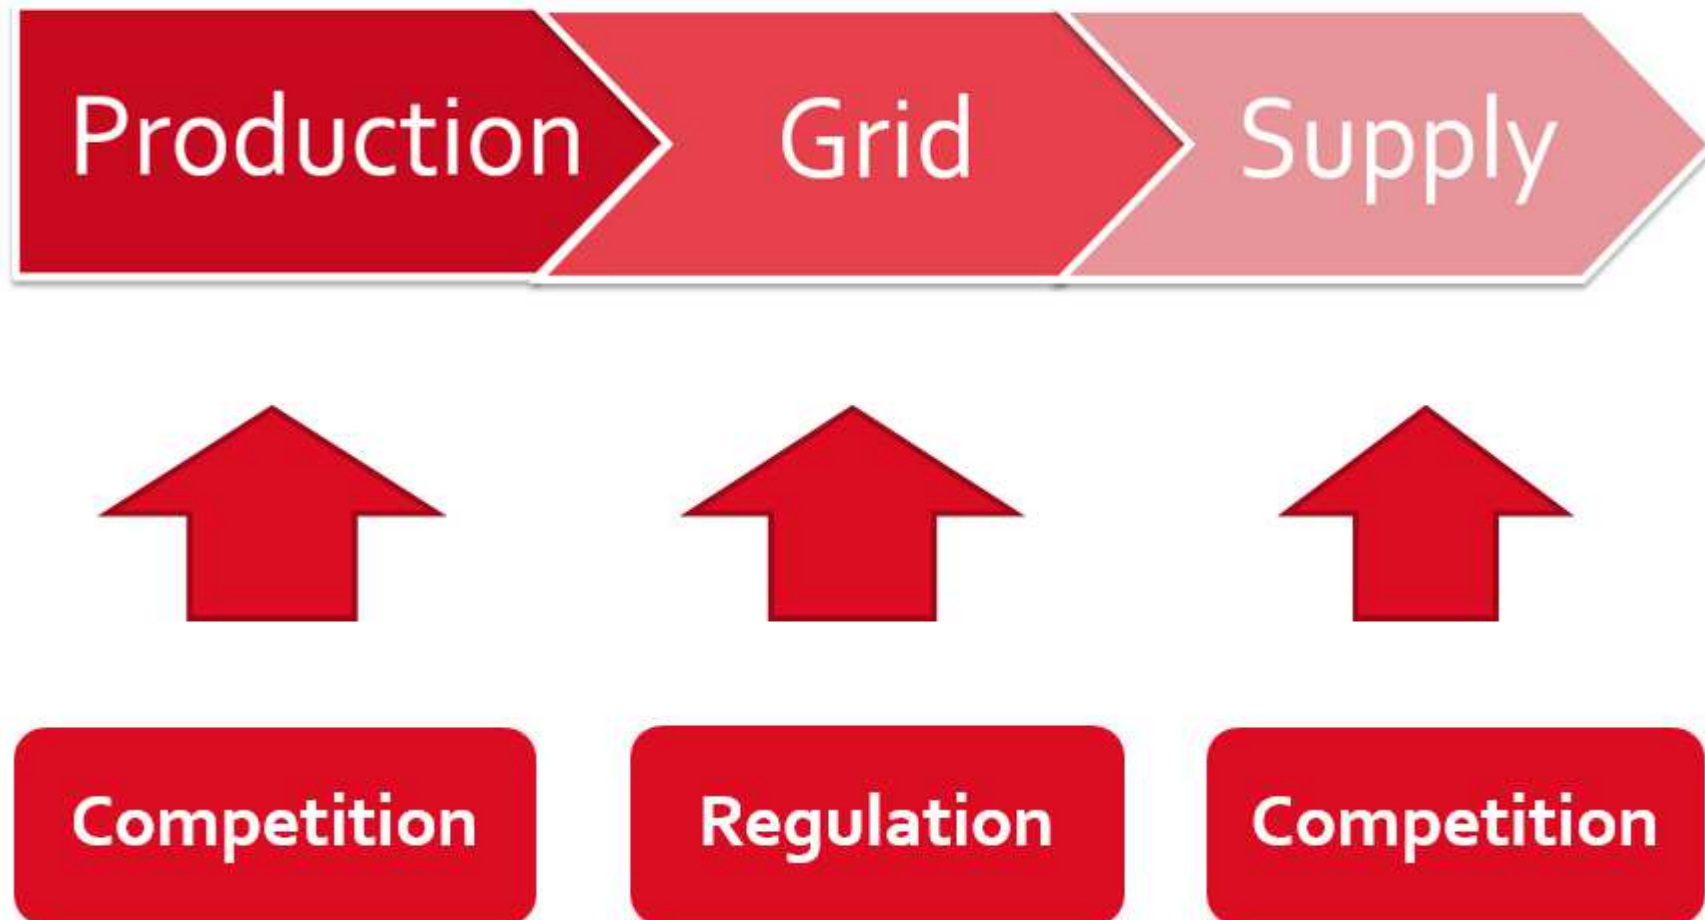 Production
Grid
Supply
Competition
Regulation
Competition